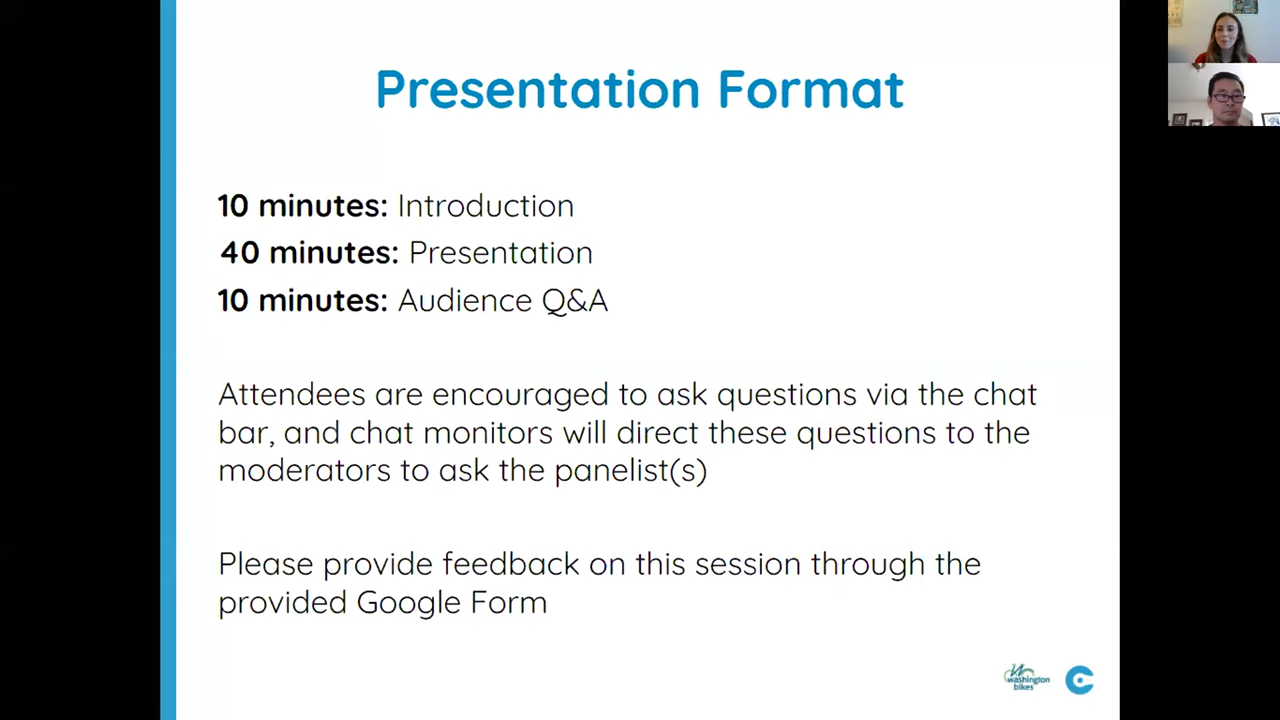 Presentation Format
10 minutes: Introduction
40 minutes: Presentation
10 minutes: Audience Q&A
Attendees are encouraged to ask questions via the chat
bar, and chat monitors will direct these questions to the
moderators to ask the panelist(s)
Please provide feedback on this session through the
provided Google Form
washington
bikes